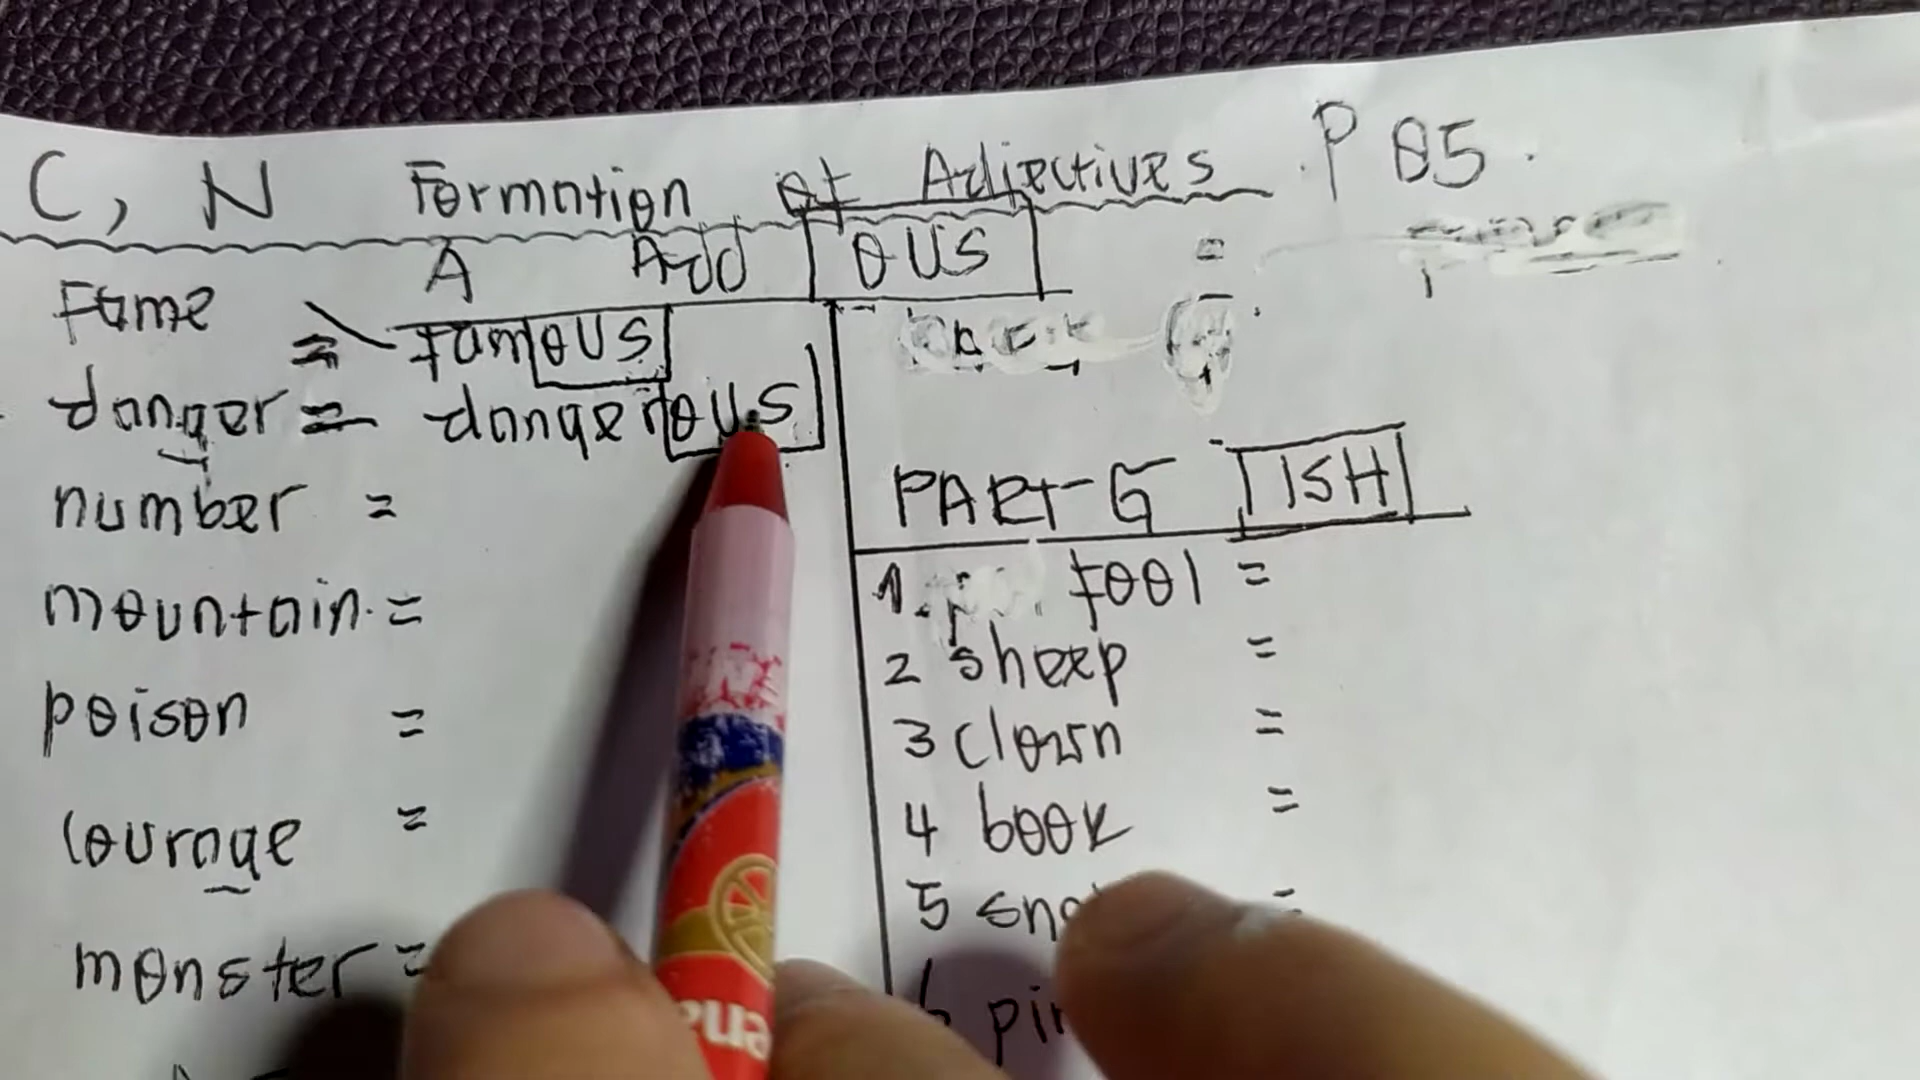 C, N Formation of Adjectives. P 85.
A Add OUS
Fame = famous
danger = dangerous
number =
mountain. =
poison =
courage =
monster =
=
PART-G ISH
1. fool =
2 sheep =
3 clown =
4 book =
5 =
6
ena